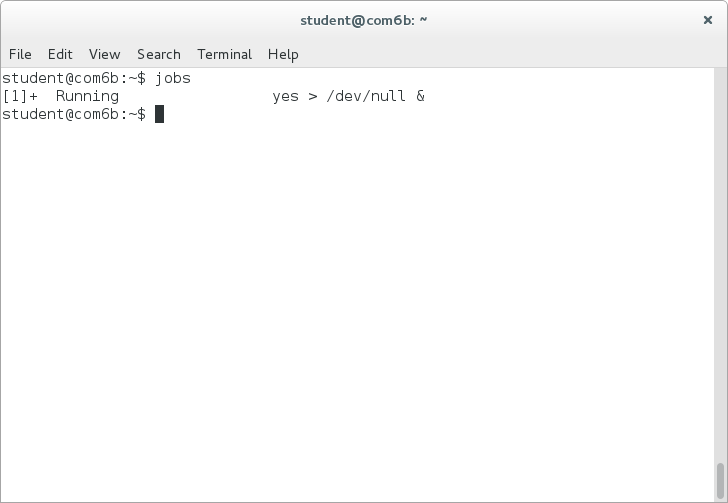 student@com6b: ~
File Edit View Search Terminal Help
student@com6b:~$ jobs
[1]+  Running                 yes > /dev/null &
student@com6b:~$